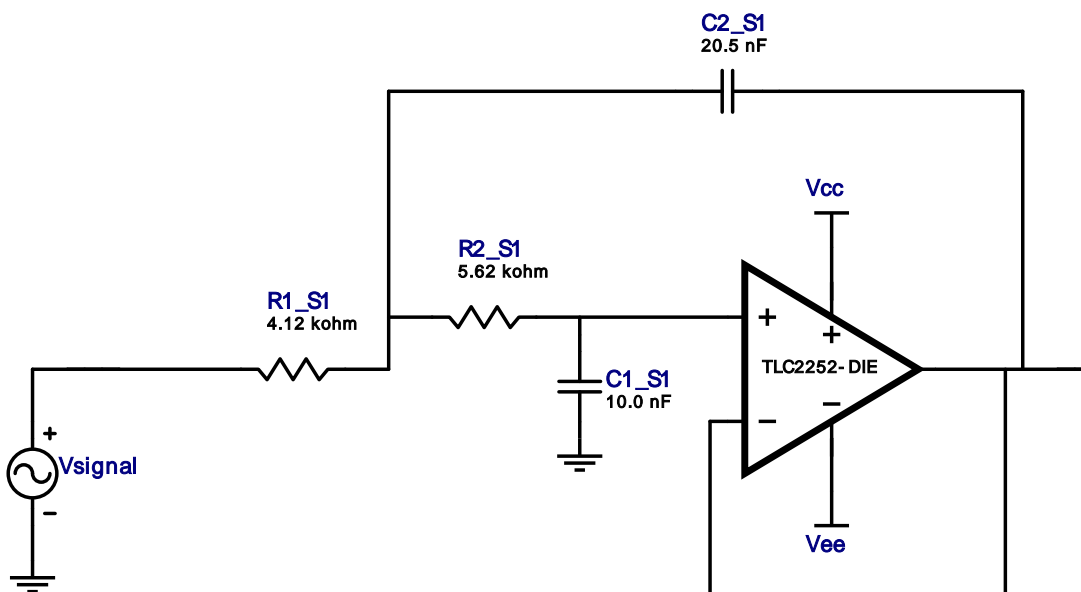 C2_S1
20.5 nF
Vcc
R2_S1
5.62 kohm
R1_S1
4.12 kohm
+
+
TLC2252-DIE
C1_S1
10.0 nF
−
−
+
Vsignal
−
Vee